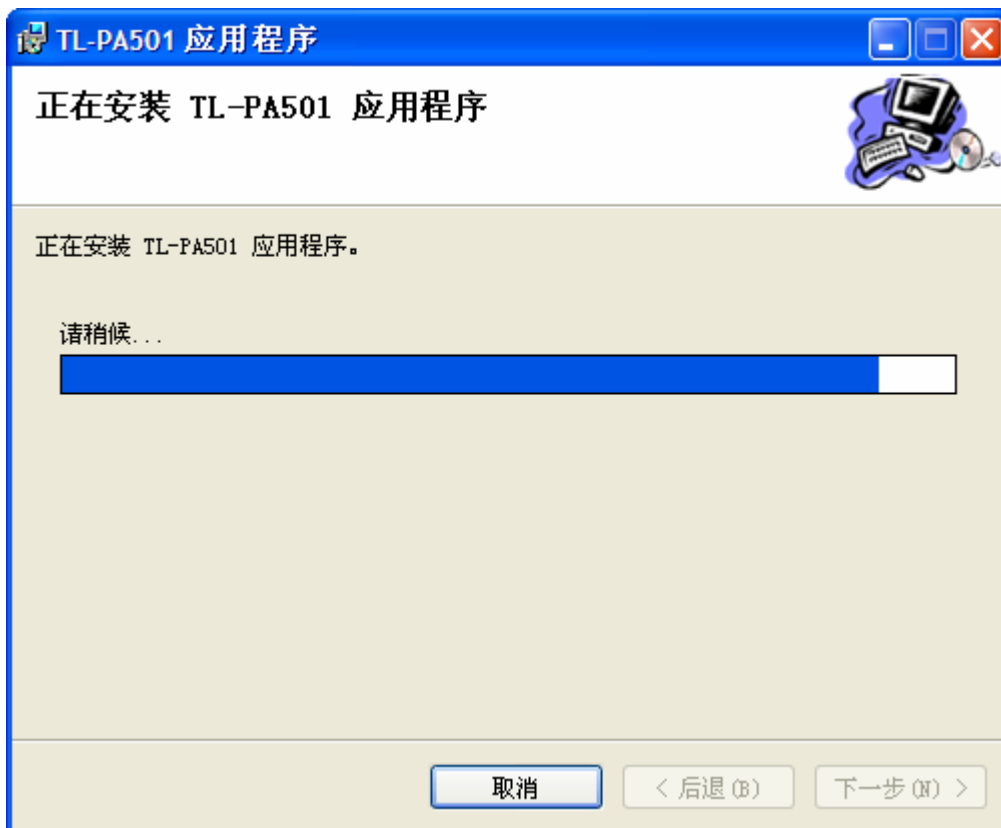 TL-PA501 应用程序
正在安装 TL-PA501 应用程序
正在安装 TL-PA501 应用程序。
请稍候...
取消
< 后退(B)
下一步(N) >